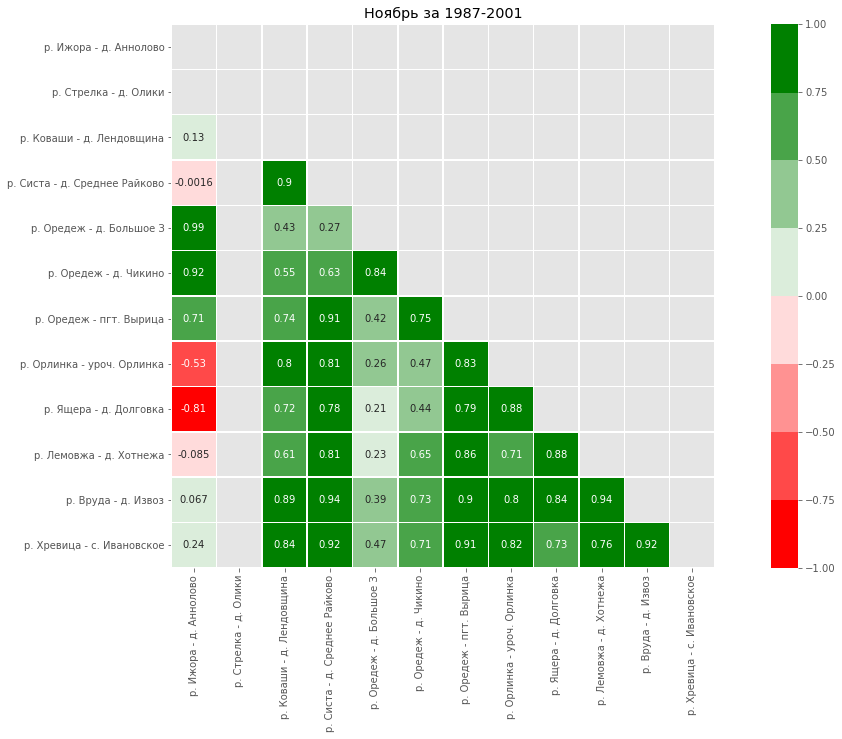 Ноябрь за 1987-2001
р. Ижора - д. Аннолово
р. Стрелка - д. Олики
р. Коваши - д. Лендовщина
0.13
р. Систа - д. Среднее Райково
-0.0016 0.9
р. Оредеж - д. Большое З
0.99 0.43 0.27
р. Оредеж - д. Чикино
0.92 0.55 0.63 0.84
р. Оредеж - пгт. Вырица
0.71 0.74 0.91 0.42 0.75
р. Орлинка - уроч. Орлинка
-0.53 0.8 0.81 0.26 0.47 0.83
р. Ящера - д. Долговка
-0.81 0.72 0.78 0.21 0.44 0.79 0.88
р. Лемовжа - д. Хотнежа
-0.085 0.61 0.81 0.23 0.65 0.86 0.71 0.88
р. Вруда - д. Извоз
0.067 0.89 0.94 0.39 0.73 0.9 0.8 0.84 0.94
р. Хревица - с. Ивановское
0.24 0.84 0.92 0.47 0.71 0.91 0.82 0.73 0.76 0.92
р. Ижора - д. Аннолово
р. Стрелка - д. Олики
р. Коваши - д. Лендовщина
р. Систа - д. Среднее Райково
р. Оредеж - д. Большое З
р. Оредеж - д. Чикино
р. Оредеж - пгт. Вырица
р. Орлинка - уроч. Орлинка
р. Ящера - д. Долговка
р. Лемовжа - д. Хотнежа
р. Вруда - д. Извоз
р. Хревица - с. Ивановское
1.00
0.75
0.50
0.25
0.00
−0.25
−0.50
−0.75
−1.00